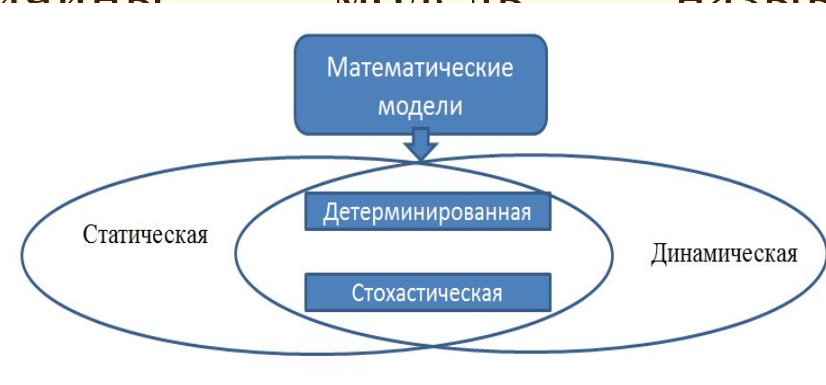 Математические
модели
Детерминированная
Статическая
Динамическая
Стохастическая